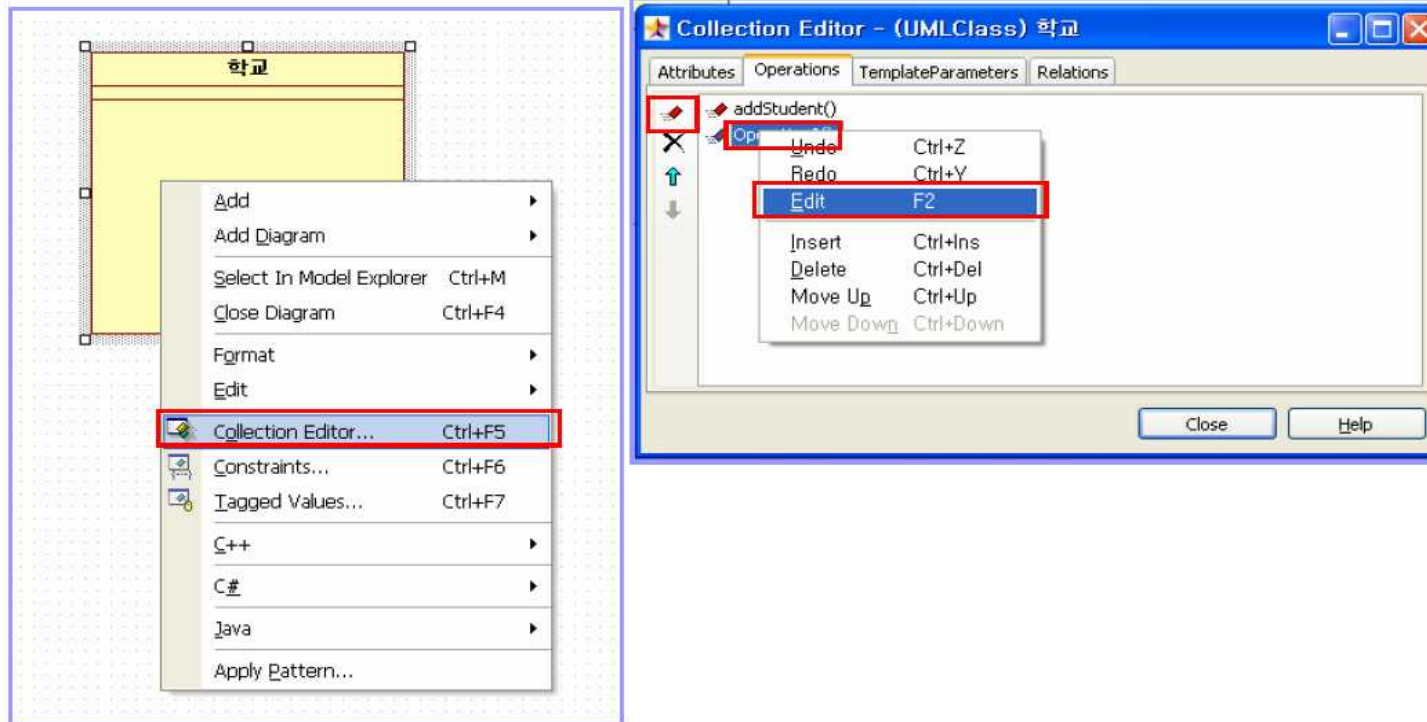 학교
Add
Add Diagram
Select In Model Explorer Ctrl+M
Close Diagram Ctrl+F4
Format
Edit
Collection Editor... Ctrl+F5
Constraints... Ctrl+F6
Tagged Values... Ctrl+F7
C++
C#
Java
Apply Pattern...
Collection Editor - (UMLClass) 학교
Attributes Operations TemplateParameters Relations
addStudent()
Undo Ctrl+Z
Redo Ctrl+Y
Edit F2
Insert Ctrl+Ins
Delete Ctrl+Del
Move Up Ctrl+Up
Move Down Ctrl+Down
Close Help